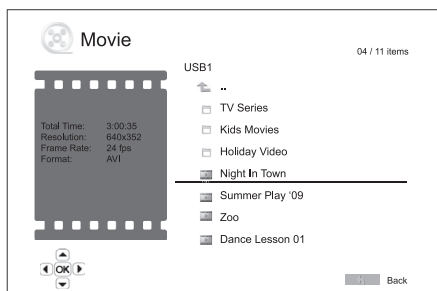 Movie
04 / 11 items
USB1
..
TV Series
Kids Movies
Holiday Video
Night In Town
Summer Play ‘09
Zoo
Dance Lesson 01
Total Time: 3:00:35
Resolution: 640x352
Frame Rate: 24 fps
Format: AVI
OK
Back